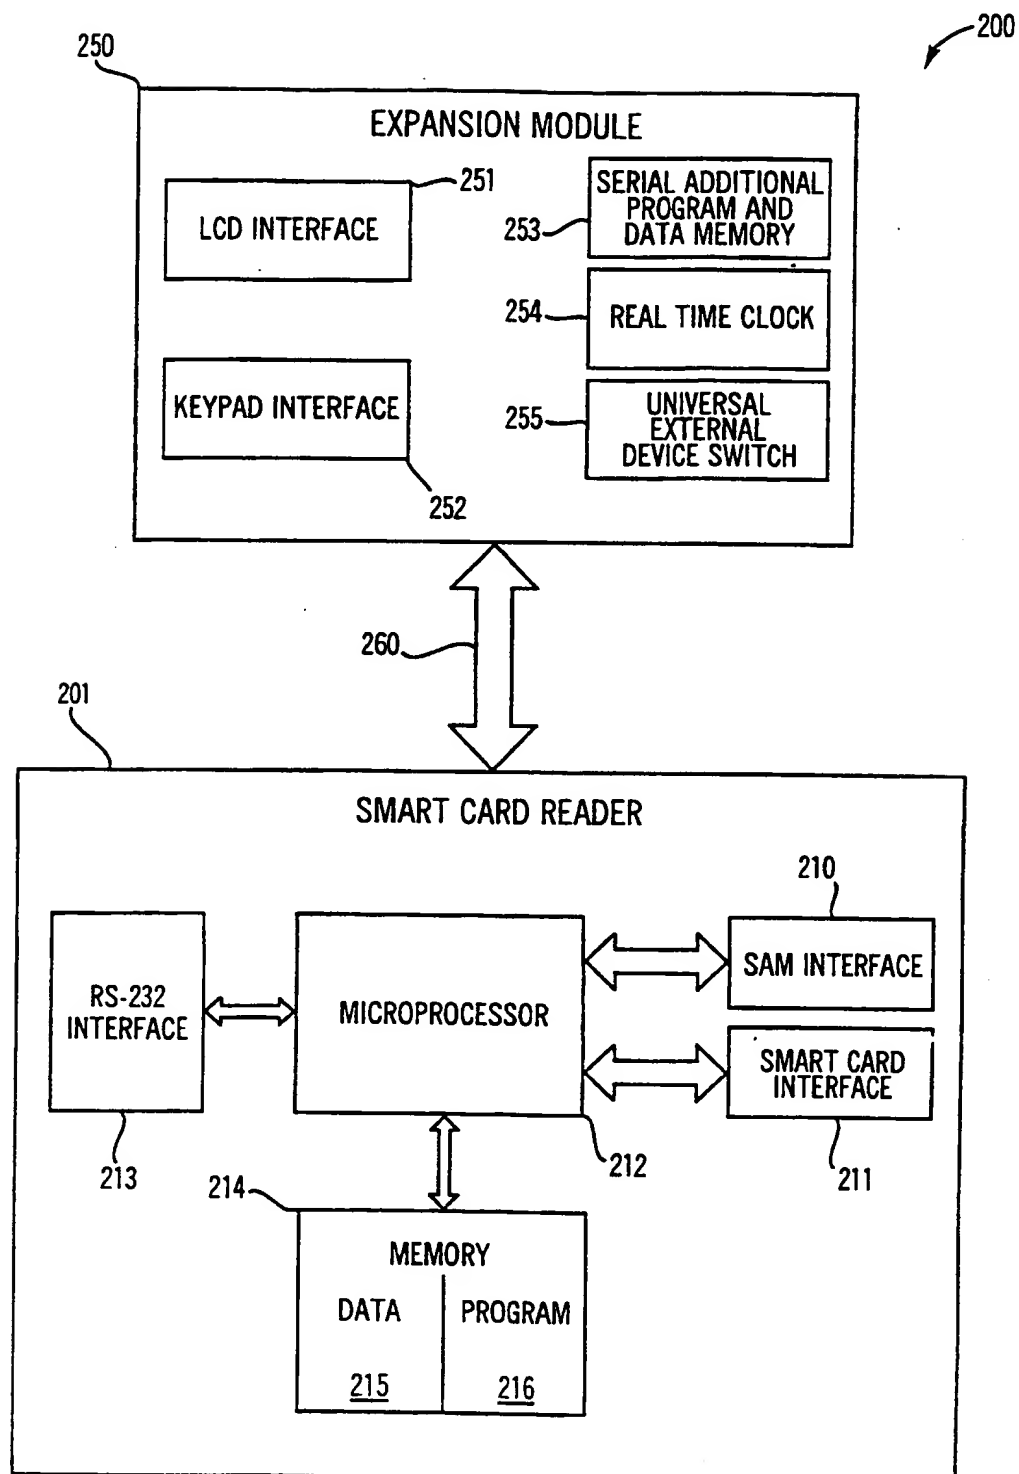 200
250
EXPANSION MODULE
251
LCD INTERFACE
SERIAL ADDITIONAL
PROGRAM AND
DATA MEMORY
253
254
REAL TIME CLOCK
KEYPAD INTERFACE
255
UNIVERSAL
EXTERNAL
DEVICE SWITCH
252
260
201
SMART CARD READER
210
RS-232
INTERFACE
MICROPROCESSOR
SAM INTERFACE
SMART CARD
INTERFACE
213
212
211
214
MEMORY
DATA
PROGRAM
215
216